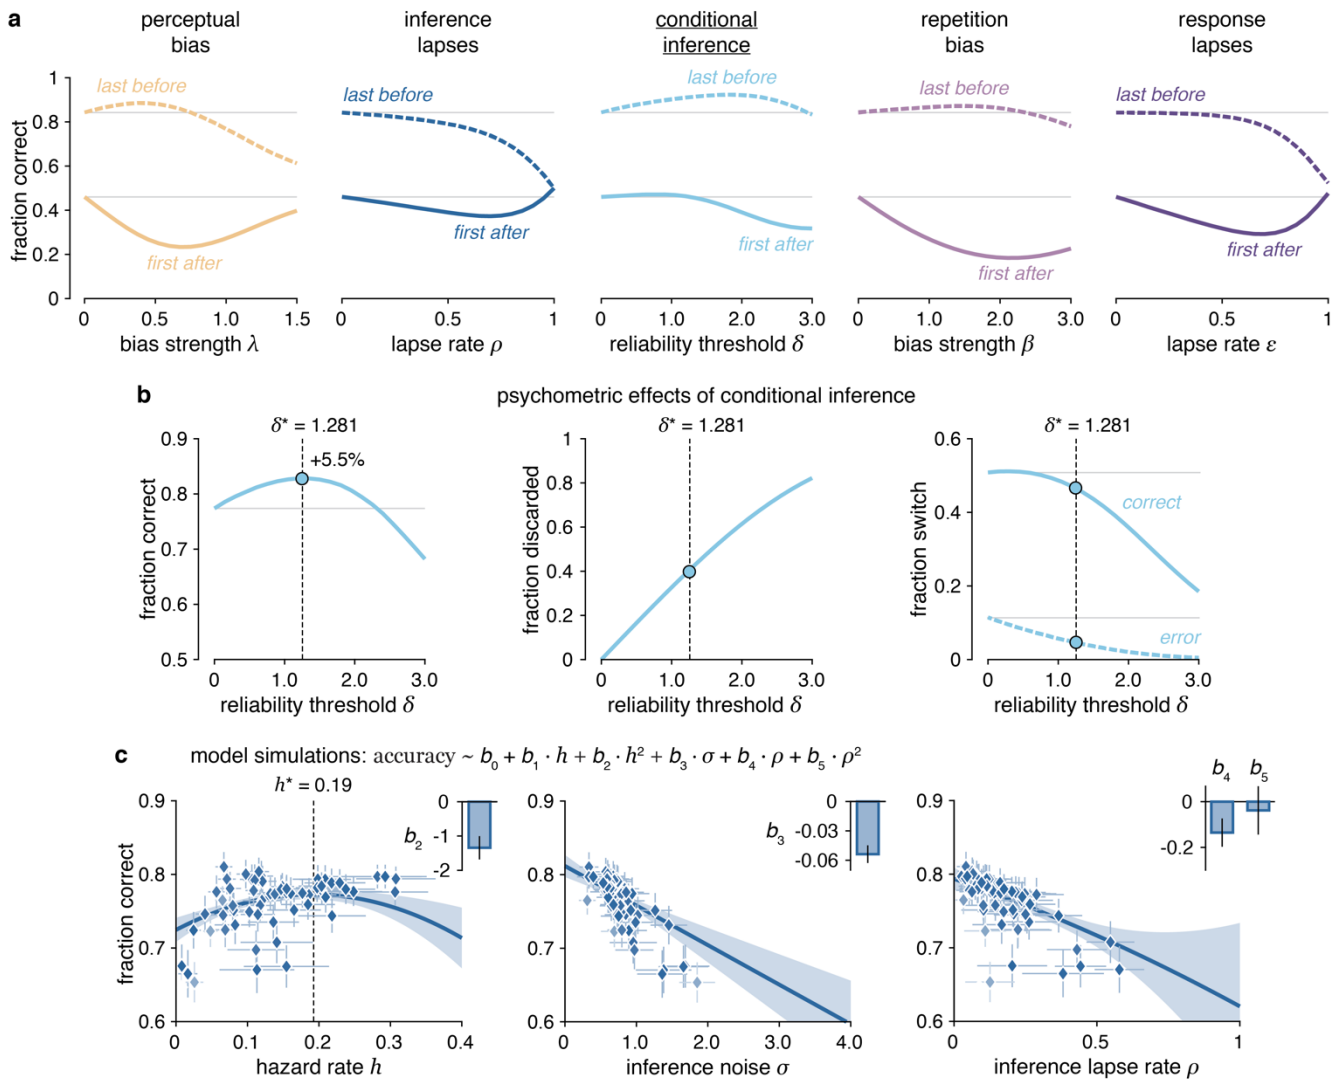 a
perceptual
bias
inference
lapses
conditional
inference
repetition
bias
response
lapses
fraction correct
1
0.8
0.6
0.4
0.2
0
last before
first after
0 0.5 1.0 1.5
bias strength λ
last before
first after
0 0.5 1
lapse rate ρ
last before
first after
0 1.0 2.0 3.0
reliability threshold δ
last before
first after
0 1.0 2.0 3.0
bias strength β
last before
first after
0 0.5 1
lapse rate ε
b
psychometric effects of conditional inference
δ* = 1.281
+5.5%
fraction correct
0.9
0.8
0.7
0.6
0.5
0 1.0 2.0 3.0
reliability threshold δ
δ* = 1.281
fraction discarded
1
0.8
0.6
0.4
0.2
0
0 1.0 2.0 3.0
reliability threshold δ
δ* = 1.281
fraction switch
0.6
0.4
0.2
0
correct
error
0 1.0 2.0 3.0
reliability threshold δ
c
model simulations: accuracy ~ b0 + b1 · h + b2 · h² + b3 · σ + b4 · ρ + b5 · ρ²
h* = 0.19
fraction correct
0.9
0.8
0.7
0.6
b2
0
-1
-2
0 0.1 0.2 0.3 0.4
hazard rate h
0.9
0.8
0.7
0.6
b3
0
-0.03
-0.06
0 1.0 2.0 3.0 4.0
inference noise σ
0.9
0.8
0.7
0.6
b4 b5
0
-0.2
0 0.5 1
inference lapse rate ρ